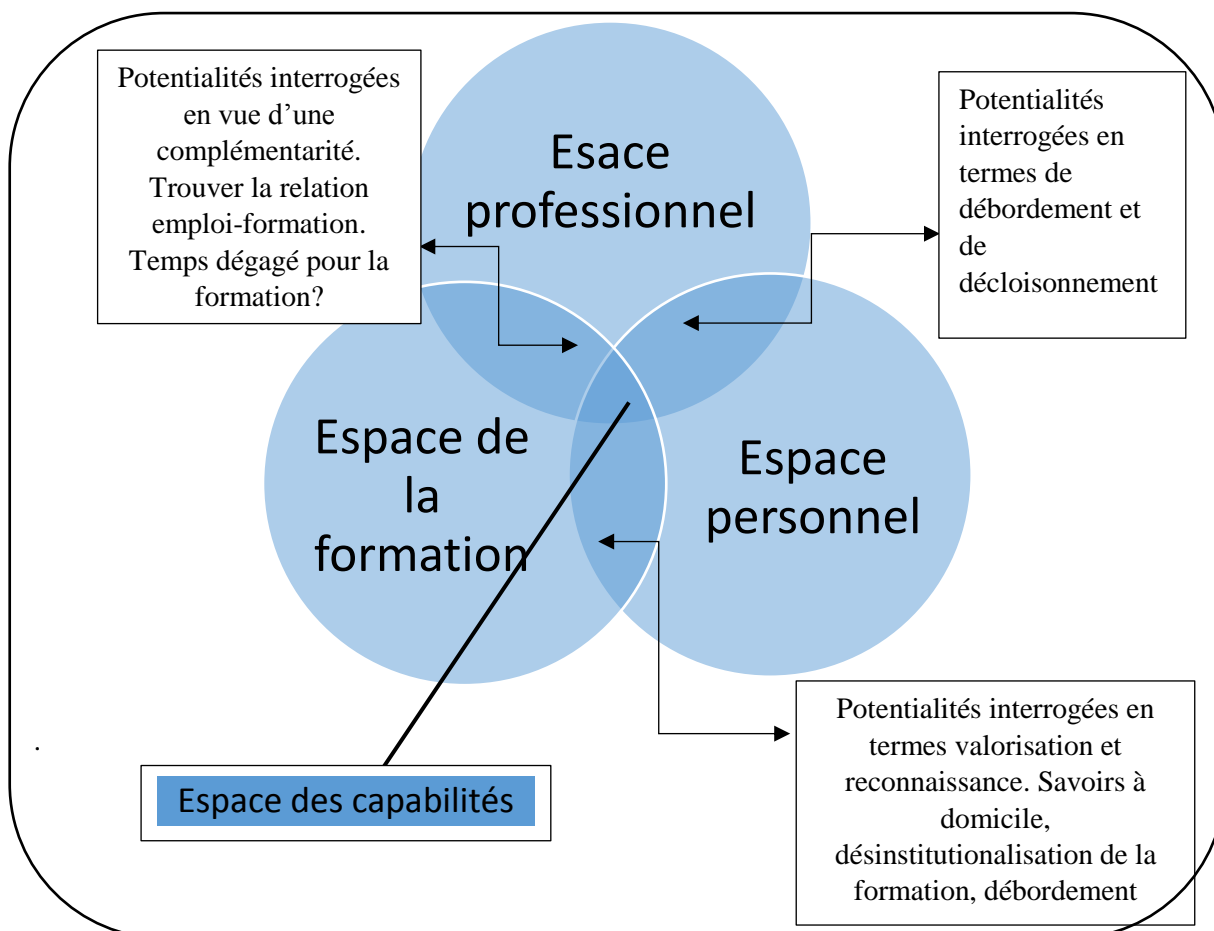 Potentialités interrogées
en vue d'une
complémentarité.
Trouver la relation
emploi-formation.
Temps dégagé pour la
formation?
Esace
professionnel
Potentialités
interrogées en
termes de
débordement et
de
décloisonnement
Espace de
la
formation
Espace
personnel
.
Espace des capabilités
Potentialités interrogées en
termes valorisation et
reconnaissance. Savoirs à
domicile,
désinstitutionalisation de la
formation, débordement